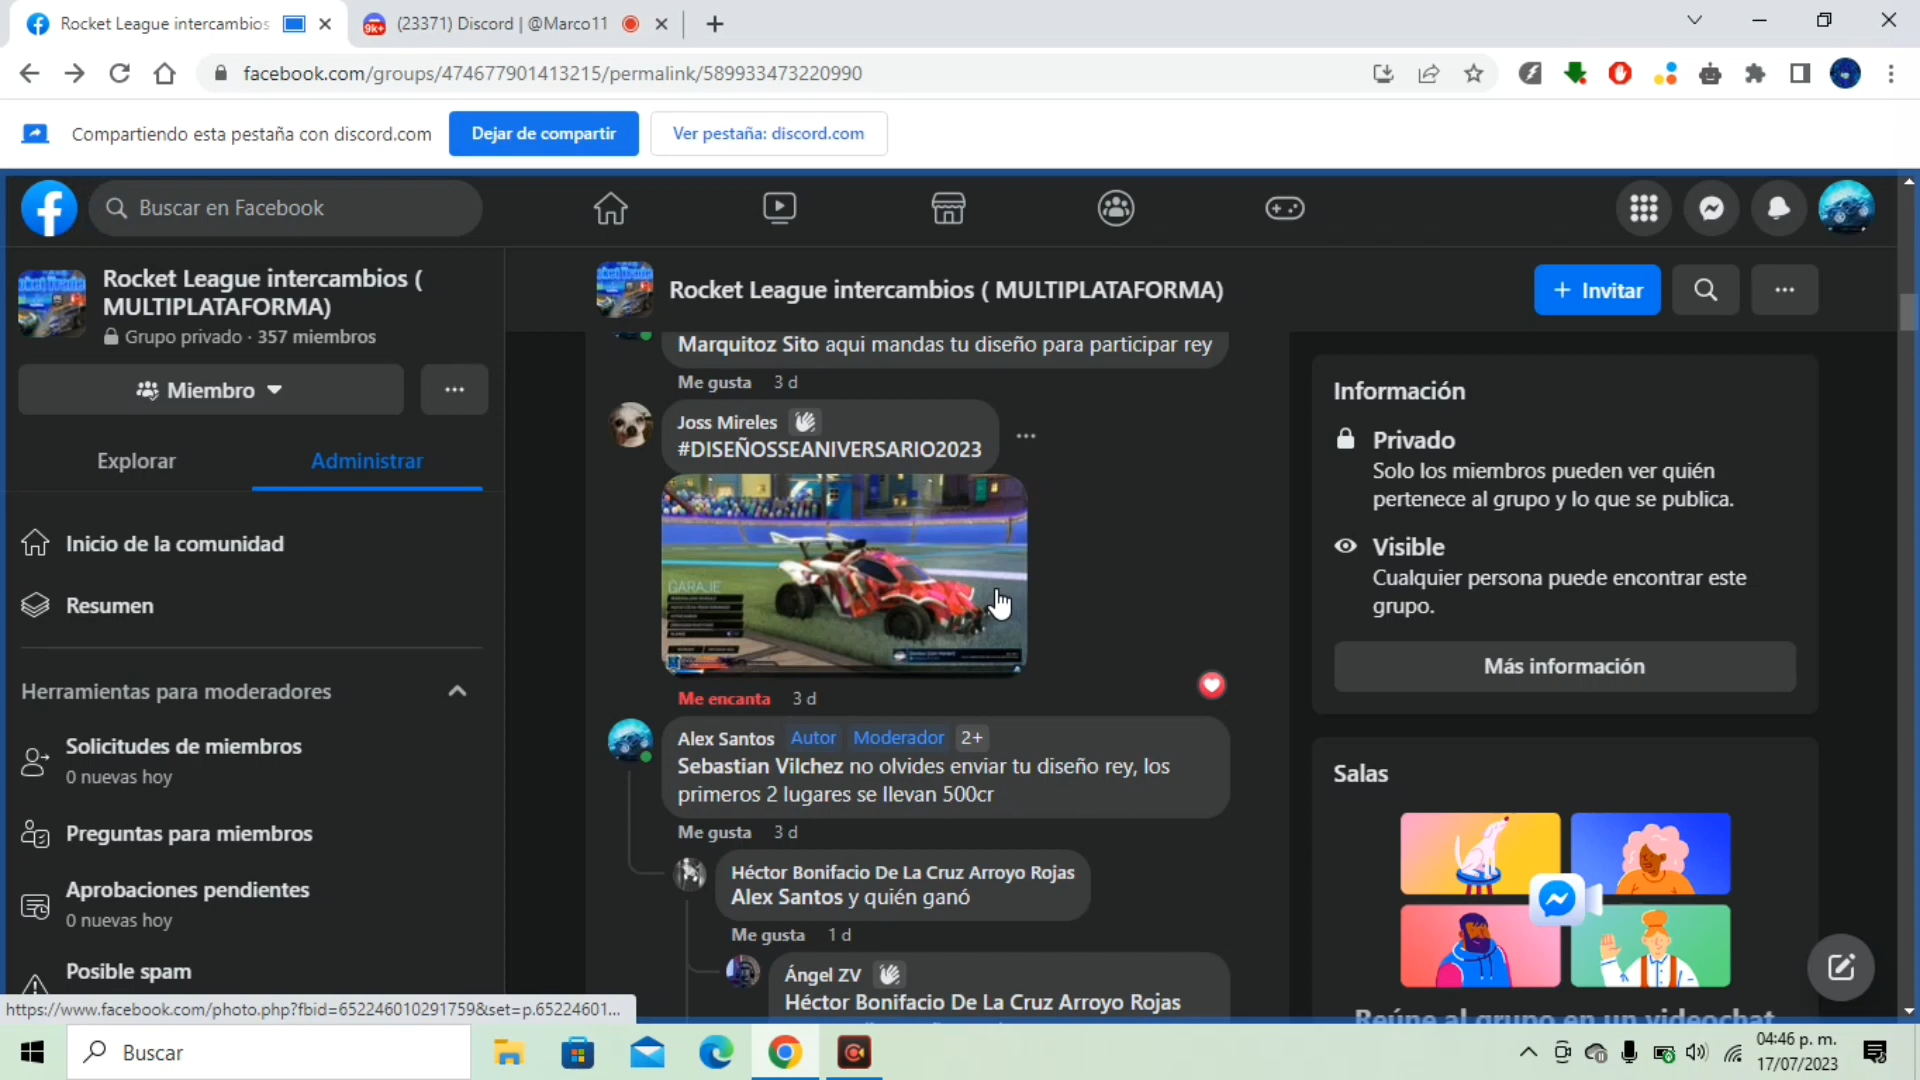 Rocket League intercambios
9k+
(23371) Discord | @Marco11
facebook.com/groups/474677901413215/permalink/589933473220990
Compartiendo esta pestaña con discord.com
Dejar de compartir
Ver pestaña: discord.com
Buscar en Facebook
Rocket League intercambios (
MULTIPLATAFORMA)
Grupo privado · 357 miembros
Miembro
Explorar
Administrar
Inicio de la comunidad
Resumen
Herramientas para moderadores
Solicitudes de miembros
0 nuevas hoy
Preguntas para miembros
Aprobaciones pendientes
0 nuevas hoy
Posible spam
https://www.facebook.com/photo.php?fbid=652246010291759&set=p.65224601...
Rocket League intercambios ( MULTIPLATAFORMA)
+ Invitar
Marquitoz Sito aqui mandas tu diseño para participar rey
Me gusta 3 d
Joss Mireles
#DISEÑOSSEANIVERSARIO2023
GARAJE
Me encanta 3 d
Alex Santos Autor Moderador 2+
Sebastian Vilchez no olvides enviar tu diseño rey, los
primeros 2 lugares se llevan 500cr
Me gusta 3 d
Héctor Bonifacio De La Cruz Arroyo Rojas
Alex Santos y quién ganó
Me gusta 1 d
Ángel ZV
Héctor Bonifacio De La Cruz Arroyo Rojas
Información
Privado
Solo los miembros pueden ver quién
pertenece al grupo y lo que se publica.
Visible
Cualquier persona puede encontrar este
grupo.
Más información
Salas
Reúne al grupo en un videochat
Buscar
04:46 p. m.
17/07/2023